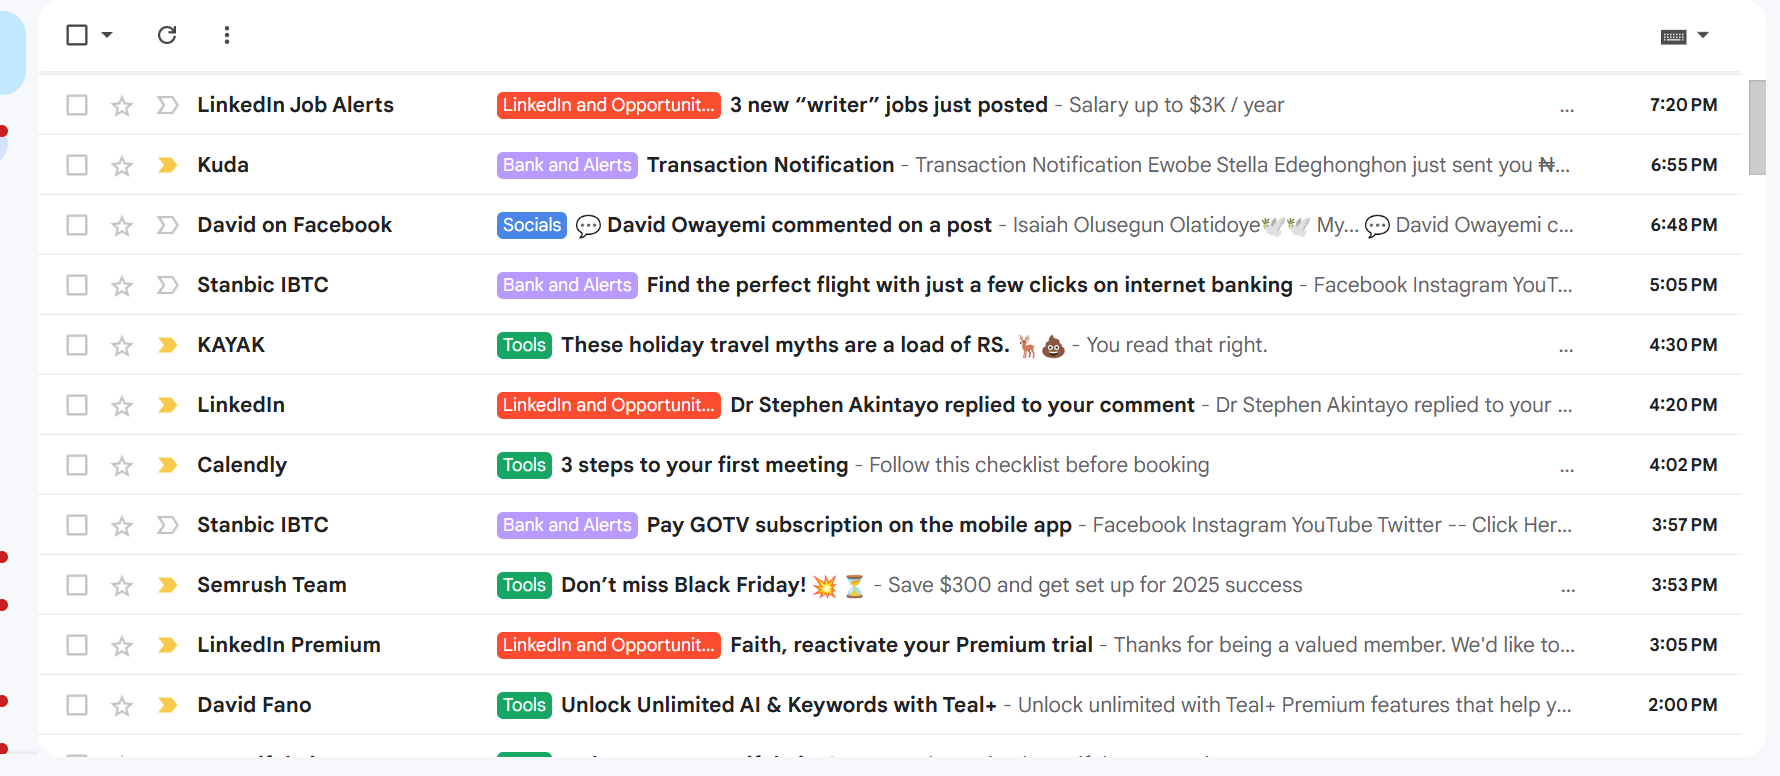 LinkedIn Job Alerts LinkedIn and Opportunit... 3 new “writer” jobs just posted - Salary up to $3K / year ... 7:20 PM
Kuda Bank and Alerts Transaction Notification - Transaction Notification Ewobe Stella Edeghonghon just sent you ₦... 6:55 PM
David on Facebook Socials 💬 David Owayemi commented on a post - Isaiah Olusegun Olatidoye🕊️🕊️ My... 💬 David Owayemi c... 6:48 PM
Stanbic IBTC Bank and Alerts Find the perfect flight with just a few clicks on internet banking - Facebook Instagram YouT... 5:05 PM
KAYAK Tools These holiday travel myths are a load of RS. 🦌💩 - You read that right. ... 4:30 PM
LinkedIn LinkedIn and Opportunit... Dr Stephen Akintayo replied to your comment - Dr Stephen Akintayo replied to your ... 4:20 PM
Calendly Tools 3 steps to your first meeting - Follow this checklist before booking ... 4:02 PM
Stanbic IBTC Bank and Alerts Pay GOTV subscription on the mobile app - Facebook Instagram YouTube Twitter -- Click Her... 3:57 PM
Semrush Team Tools Don’t miss Black Friday! 💥 ⏳ - Save $300 and get set up for 2025 success ... 3:53 PM
LinkedIn Premium LinkedIn and Opportunit... Faith, reactivate your Premium trial - Thanks for being a valued member. We'd like to... 3:05 PM
David Fano Tools Unlock Unlimited AI & Keywords with Teal+ - Unlock unlimited with Teal+ Premium features that help y... 2:00 PM